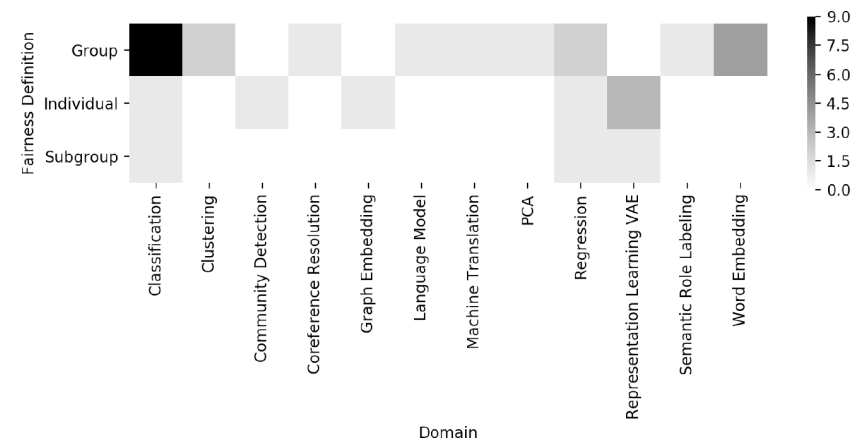 Fairness Definition
Group
Individual
Subgroup
Classification
Clustering
Community Detection
Coreference Resolution
Graph Embedding
Language Model
Machine Translation
PCA
Regression
Representation Learning VAE
Semantic Role Labeling
Word Embedding
Domain
9.0
7.5
6.0
4.5
3.0
1.5
0.0